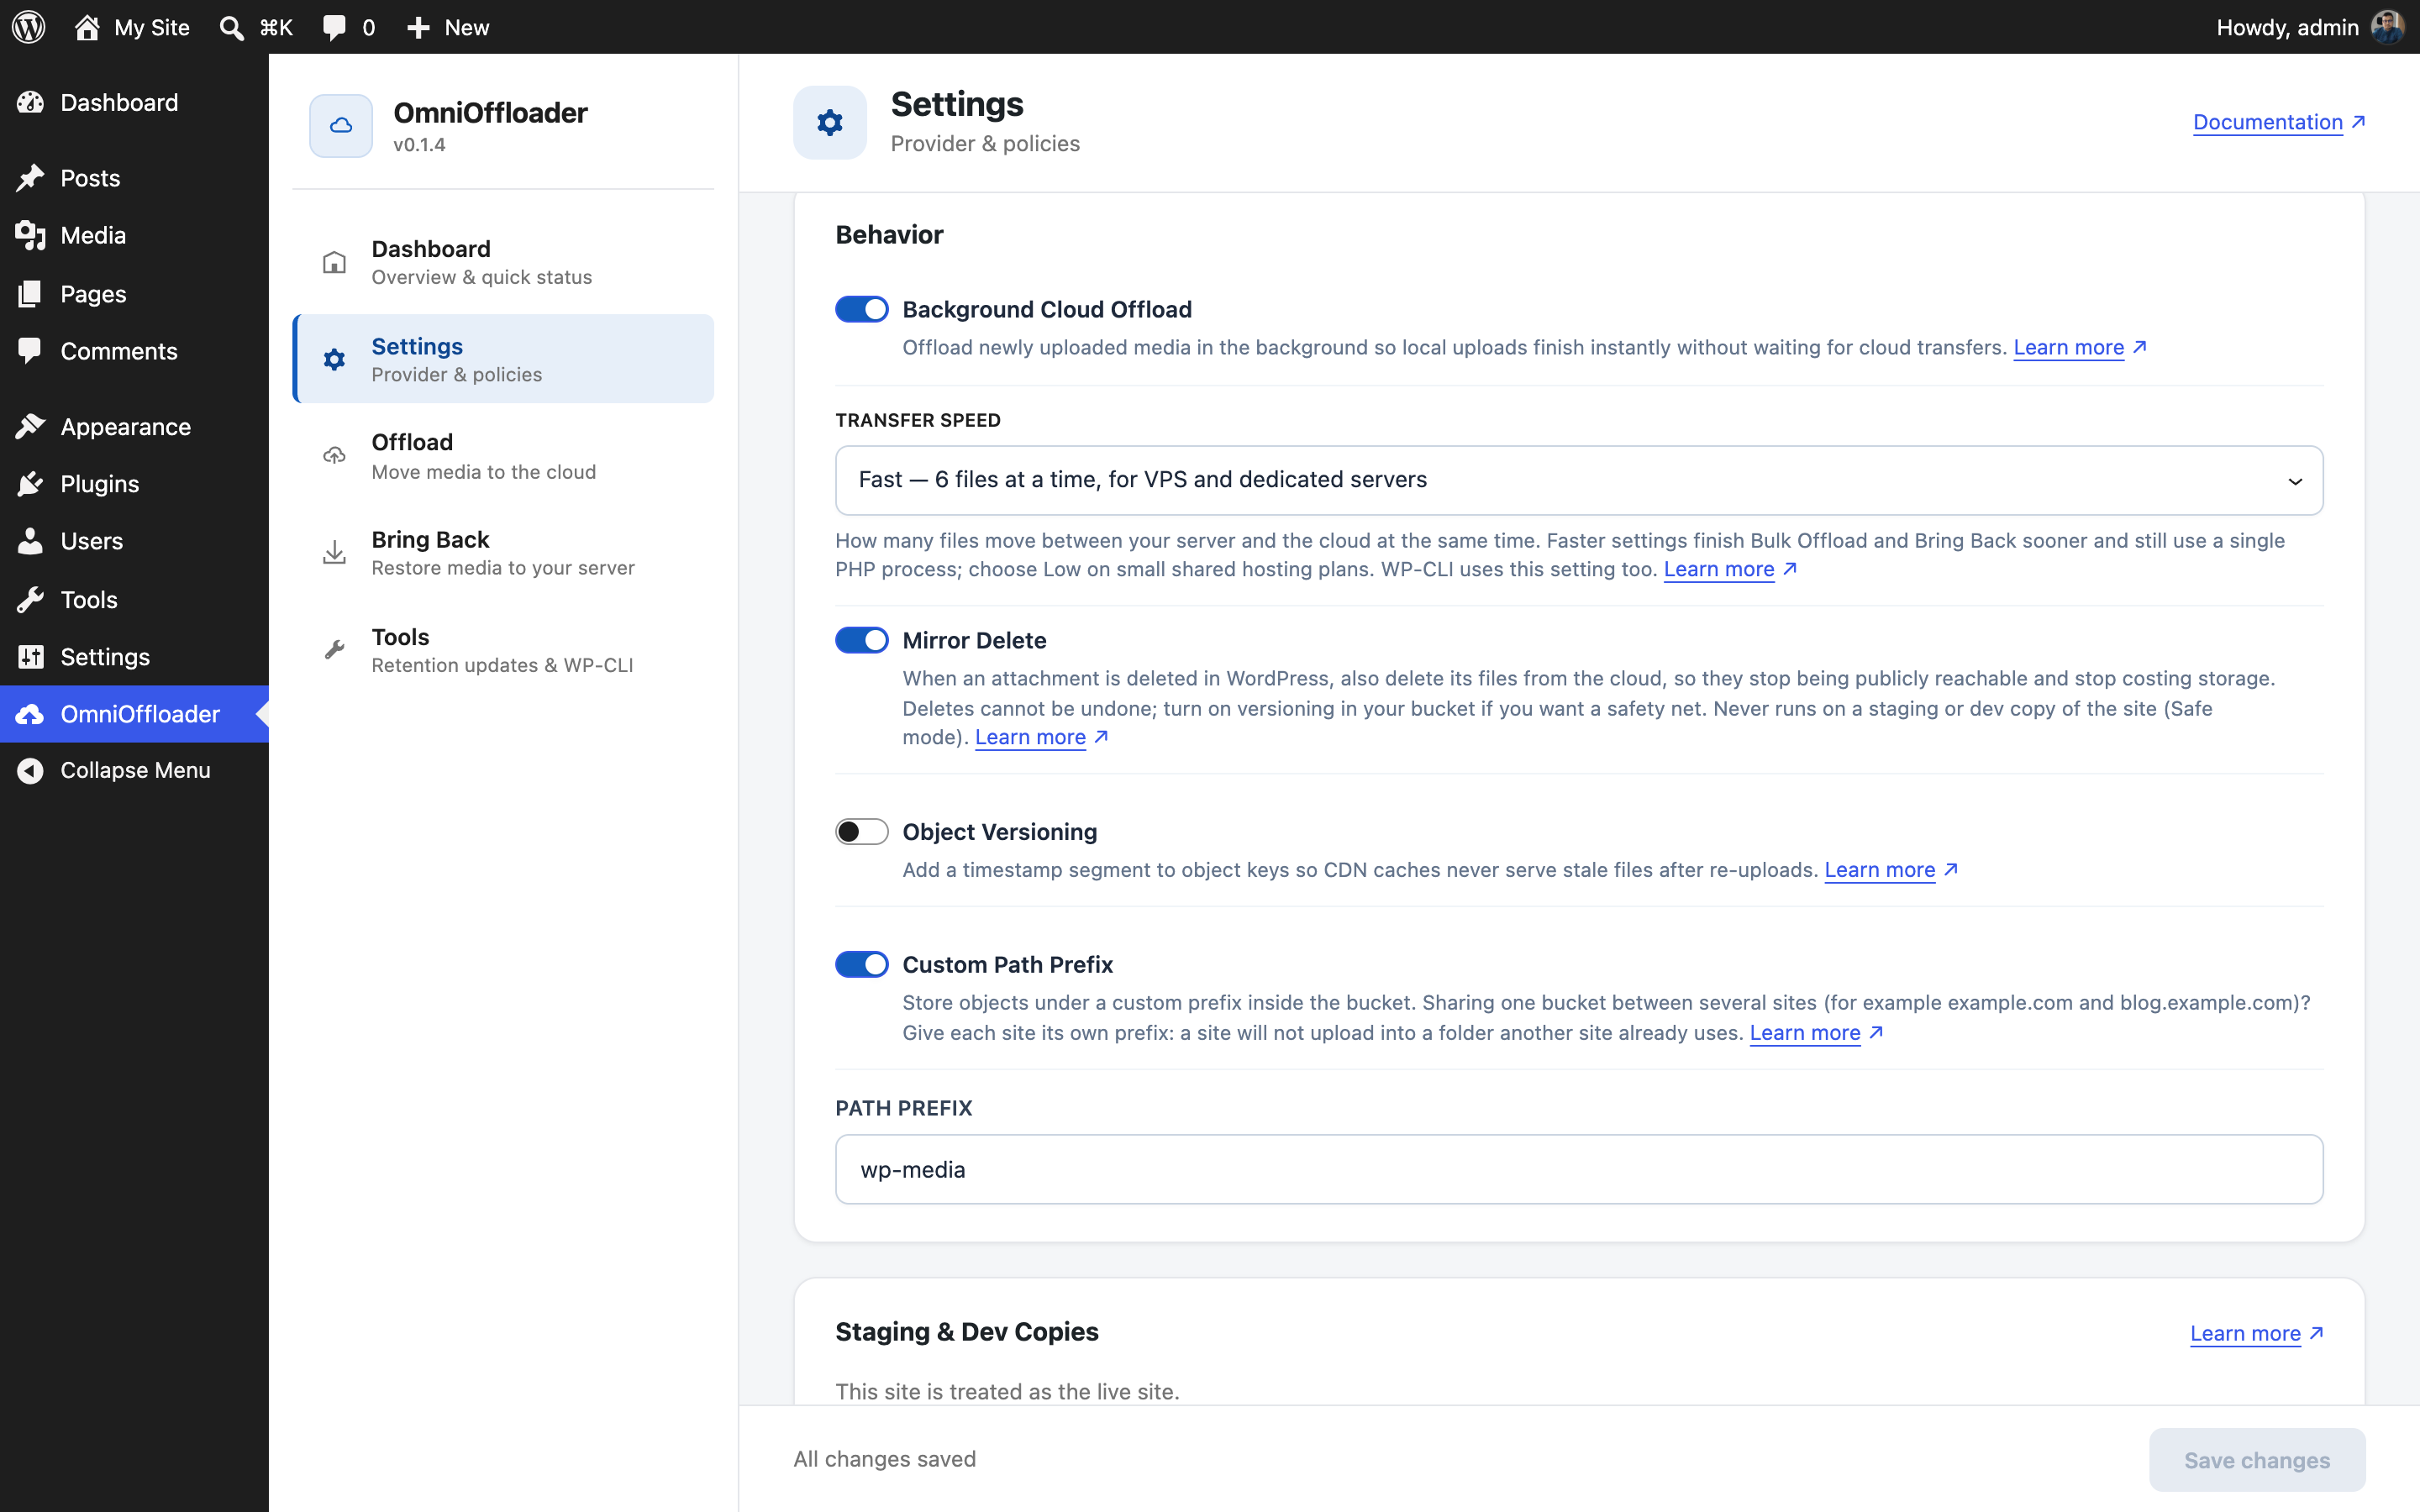 My Site
⌘K
0
New
Howdy, admin
Dashboard
Posts
Media
Pages
Comments
Appearance
Plugins
Users
Tools
Settings
OmniOffloader
Collapse Menu
OmniOffloader
v0.1.4
Dashboard
Overview & quick status
Settings
Provider & policies
Offload
Move media to the cloud
Bring Back
Restore media to your server
Tools
Retention updates & WP-CLI
Settings
Provider & policies
Documentation ↗
Behavior
Background Cloud Offload
Offload newly uploaded media in the background so local uploads finish instantly without waiting for cloud transfers. Learn more ↗
TRANSFER SPEED
Fast — 6 files at a time, for VPS and dedicated servers
How many files move between your server and the cloud at the same time. Faster settings finish Bulk Offload and Bring Back sooner and still use a single
PHP process; choose Low on small shared hosting plans. WP-CLI uses this setting too. Learn more ↗
Mirror Delete
When an attachment is deleted in WordPress, also delete its files from the cloud, so they stop being publicly reachable and stop costing storage.
Deletes cannot be undone; turn on versioning in your bucket if you want a safety net. Never runs on a staging or dev copy of the site (Safe
mode). Learn more ↗
Object Versioning
Add a timestamp segment to object keys so CDN caches never serve stale files after re-uploads. Learn more ↗
Custom Path Prefix
Store objects under a custom prefix inside the bucket. Sharing one bucket between several sites (for example example.com and blog.example.com)?
Give each site its own prefix: a site will not upload into a folder another site already uses. Learn more ↗
PATH PREFIX
wp-media
Staging & Dev Copies
Learn more ↗
This site is treated as the live site.
All changes saved
Save changes